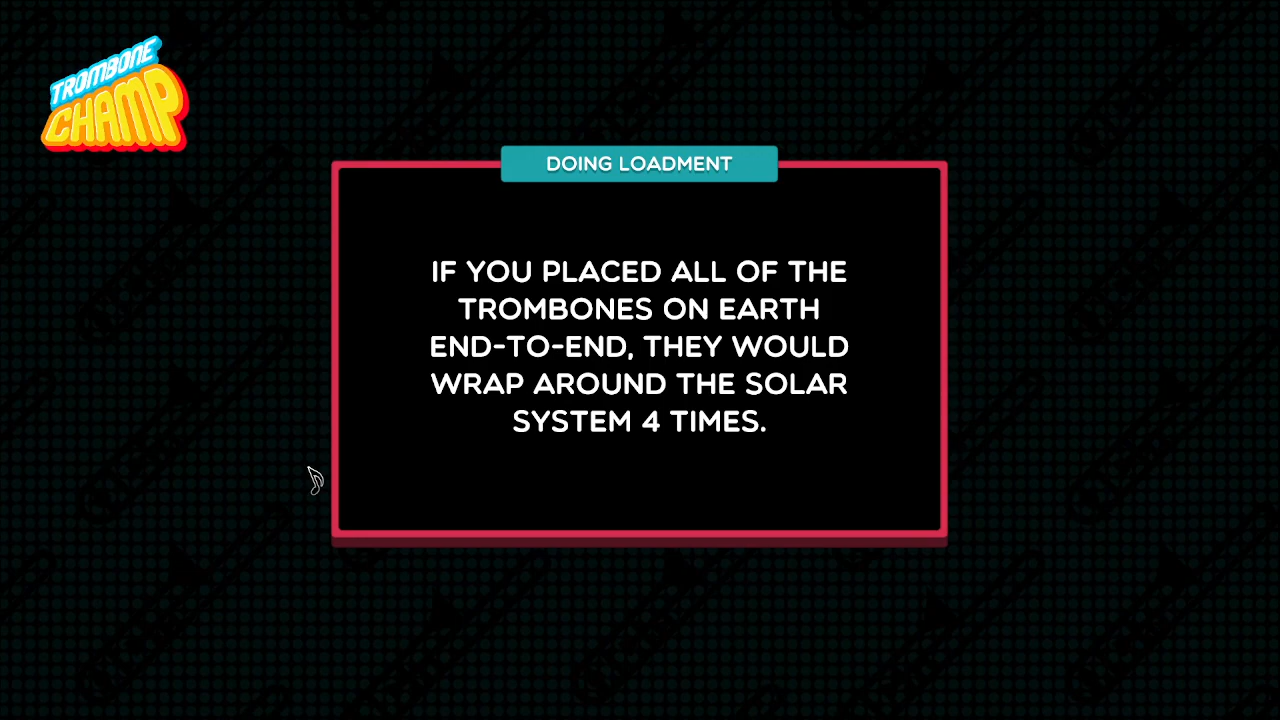 TROMBONE
CHAMP
DOING LOADMENT
IF YOU PLACED ALL OF THE
TROMBONES ON EARTH
END-TO-END, THEY WOULD
WRAP AROUND THE SOLAR
SYSTEM 4 TIMES.